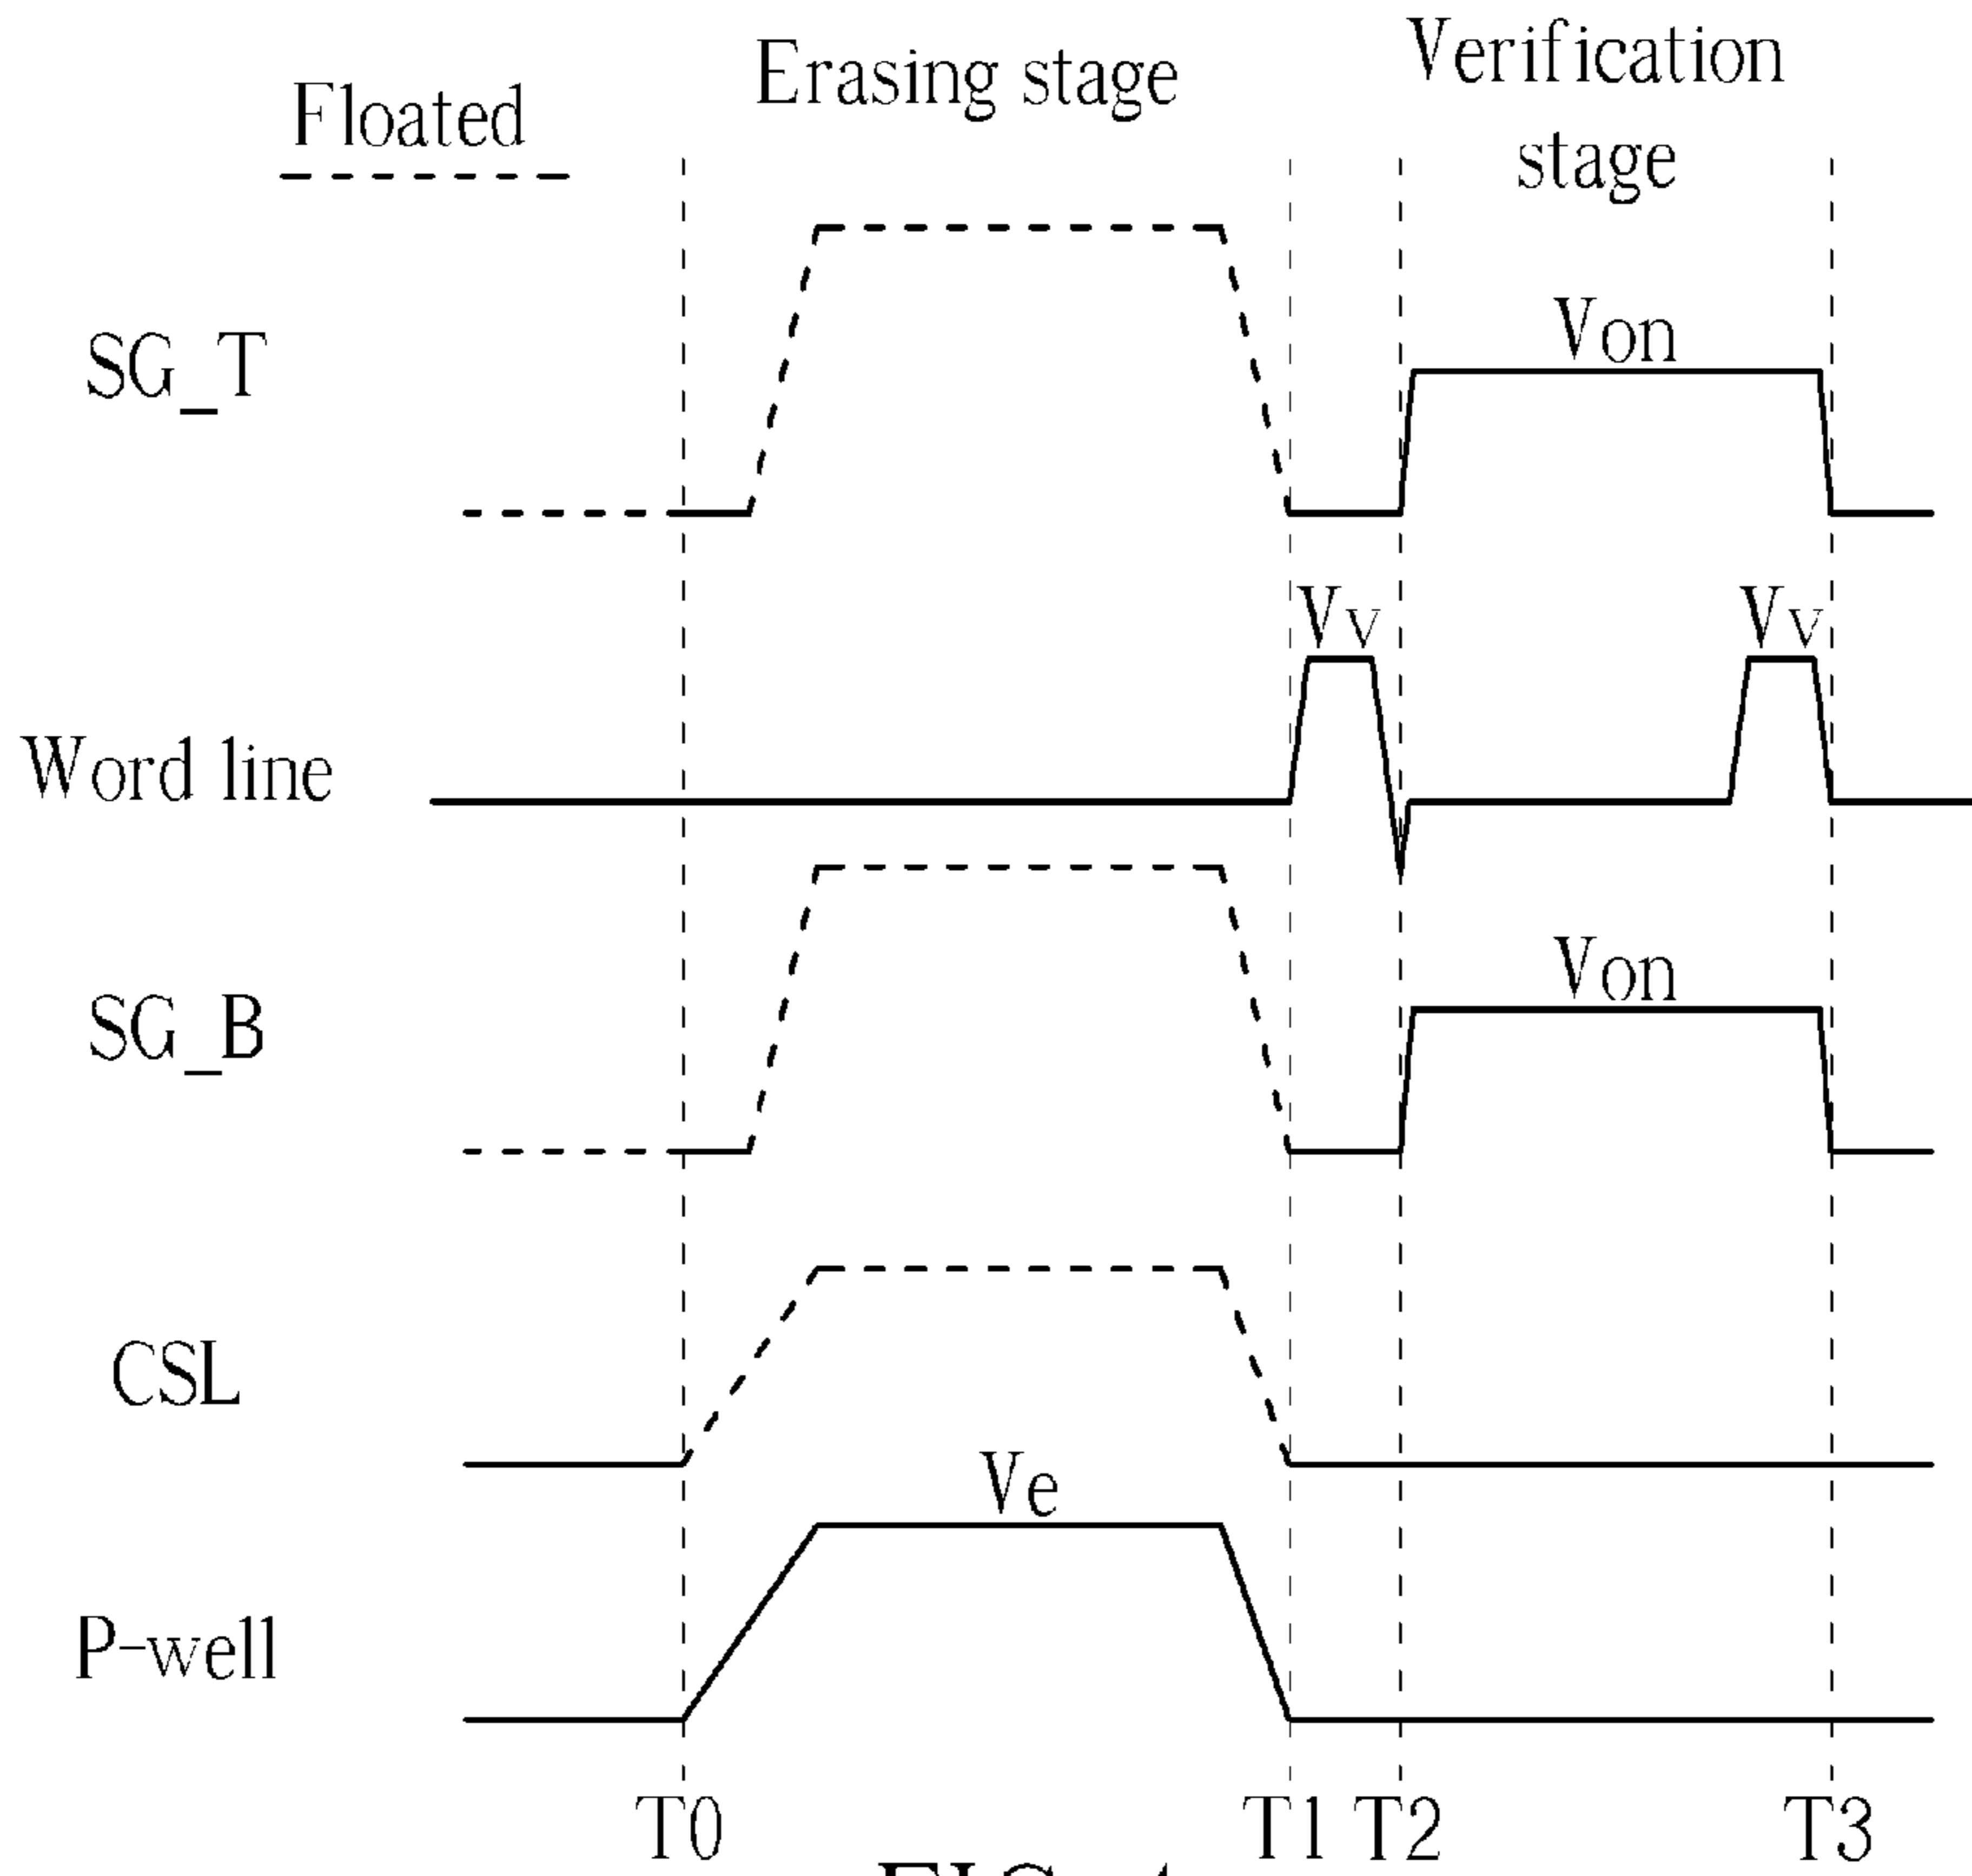 Floated
Erasing stage
Verification
stage
SG_T
Von
Vv
Vv
Word line
SG_B
Von
CSL
Ve
P-well
T0
T1
T2
T3